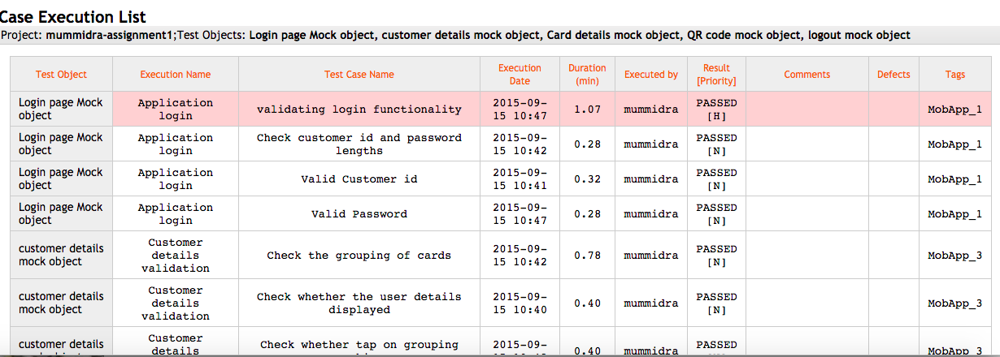 Case Execution List
Project: mummidra-assignment1;Test Objects: Login page Mock object, customer details mock object, Card details mock object, QR code mock object, logout mock object
Test Object Execution Name Test Case Name Execution Date Duration (min) Executed by Result [Priority] Comments Defects Tags
Login page Mock object Application login validating login functionality 2015-09-15 10:47 1.07 mummidra PASSED [H] MobApp_1
Login page Mock object Application login Check customer id and password lengths 2015-09-15 10:42 0.28 mummidra PASSED [N] MobApp_1
Login page Mock object Application login Valid Customer id 2015-09-15 10:41 0.32 mummidra PASSED [N] MobApp_1
Login page Mock object Application login Valid Password 2015-09-15 10:47 0.28 mummidra PASSED [N] MobApp_1
customer details mock object Customer details validation Check the grouping of cards 2015-09-15 10:42 0.78 mummidra PASSED [N] MobApp_3
customer details mock object Customer details validation Check whether the user details displayed 2015-09-15 10:40 0.40 mummidra PASSED [N] MobApp_3
customer details Customer details Check whether tap on grouping 2015-09- 0.40 mummidra PASSED MobApp_3